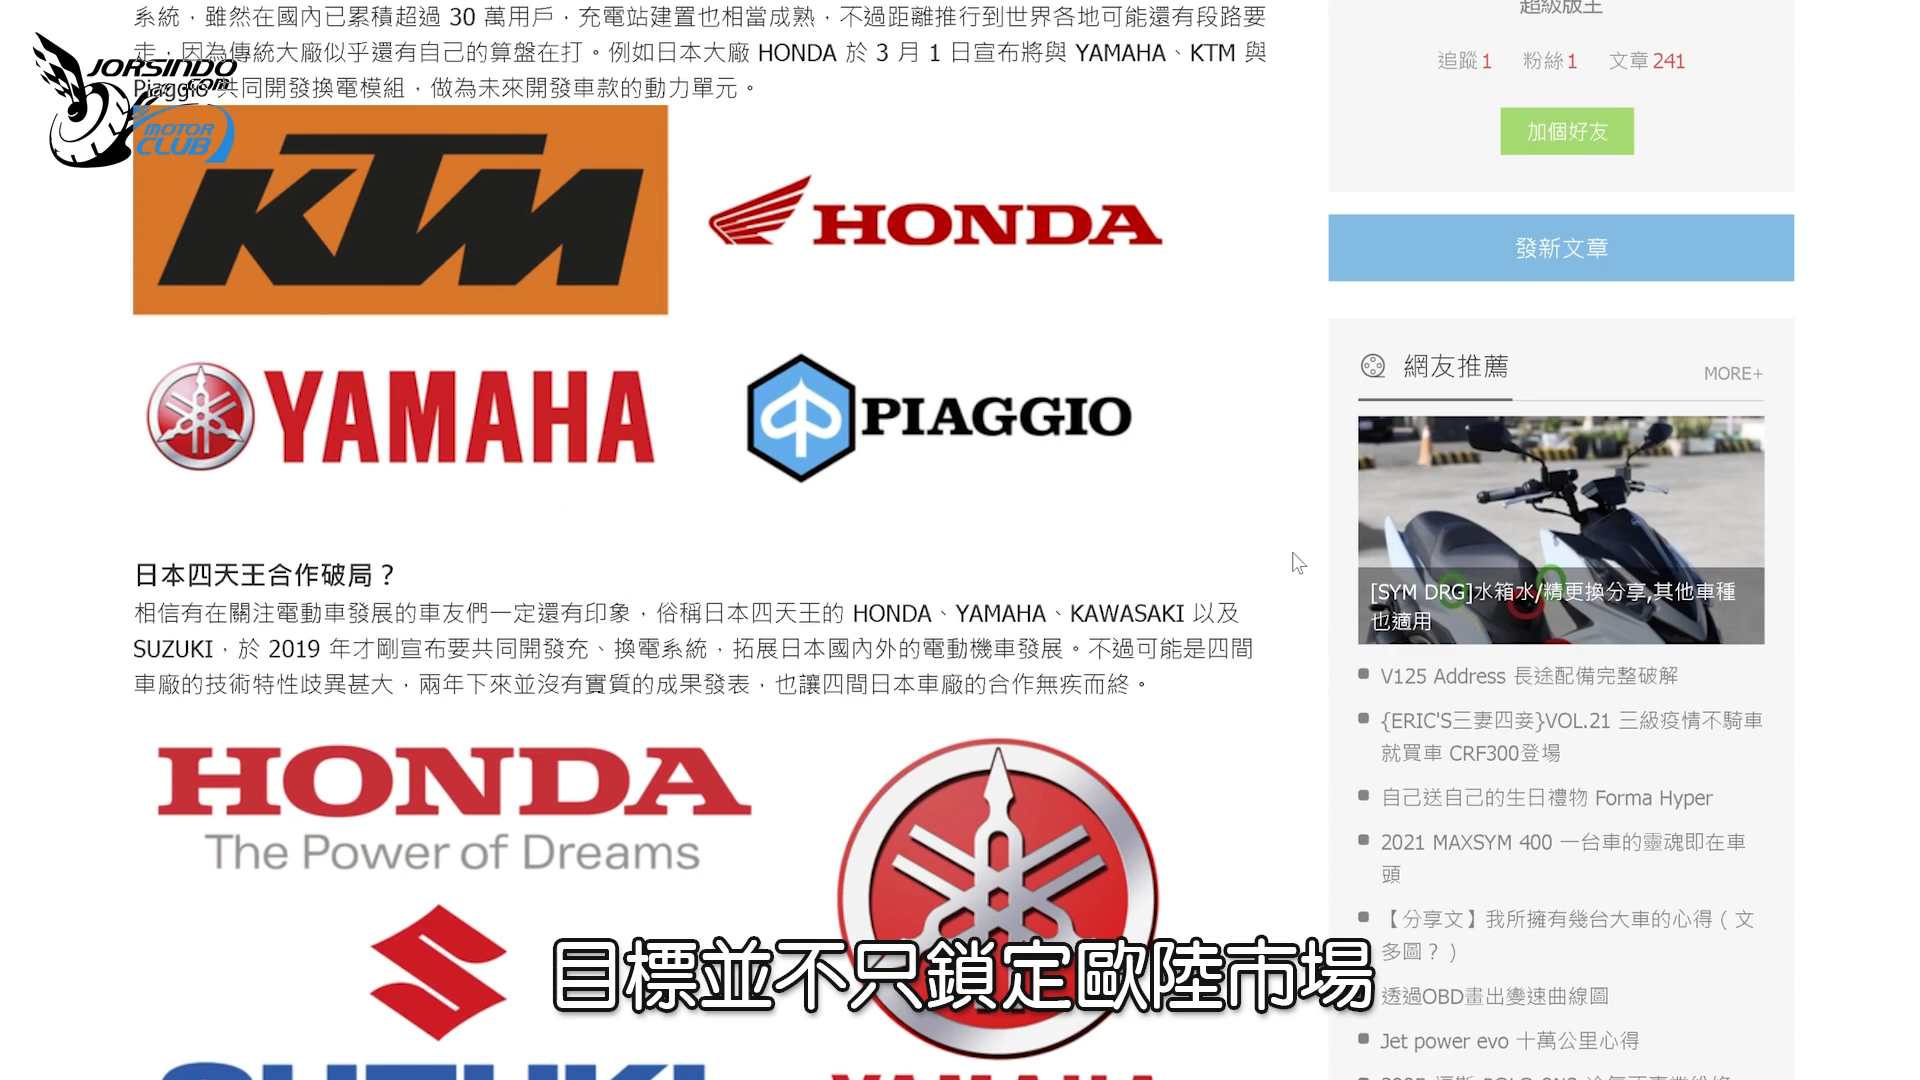 系統，雖然在國內已累積超過 30 萬用戶，充電站建置也相當成熟，不過距離推行到世界各地可能還有段路要
走，因為傳統大廠似乎還有自己的算盤在打。例如日本大廠 HONDA 於 3 月 1 日宣布將與 YAMAHA、KTM 與
Piaggio 共同開發換電模組，做為未來開發車款的動力單元。
JORSINDO
.com
MOTOR
CLUB
KTM
HONDA
YAMAHA
PIAGGIO
日本四天王合作破局？
相信有在關注電動車發展的車友們一定還有印象，俗稱日本四天王的 HONDA、YAMAHA、KAWASAKI 以及
SUZUKI，於 2019 年才剛宣布要共同開發充、換電系統，拓展日本國內外的電動機車發展。不過可能是四間
車廠的技術特性歧異甚大，兩年下來並沒有實質的成果發表，也讓四間日本車廠的合作無疾而終。
HONDA
The Power of Dreams
SUZUKI
YAMAHA
目標並不只鎖定歐陸市場
超級版主
追蹤 1 粉絲 1 文章 241
加個好友
發新文章
網友推薦
MORE+
[SYM DRG]水箱水/精更換分享,其他車種
也適用
V125 Address 長途配備完整破解
{ERIC'S三妻四妾}VOL.21 三級疫情不騎車
就買車 CRF300登場
自己送自己的生日禮物 Forma Hyper
2021 MAXSYM 400 一台車的靈魂即在車
頭
【分享文】我所擁有幾台大車的心得（文
多圖？）
透過OBD畫出變速曲線圖
Jet power evo 十萬公里心得